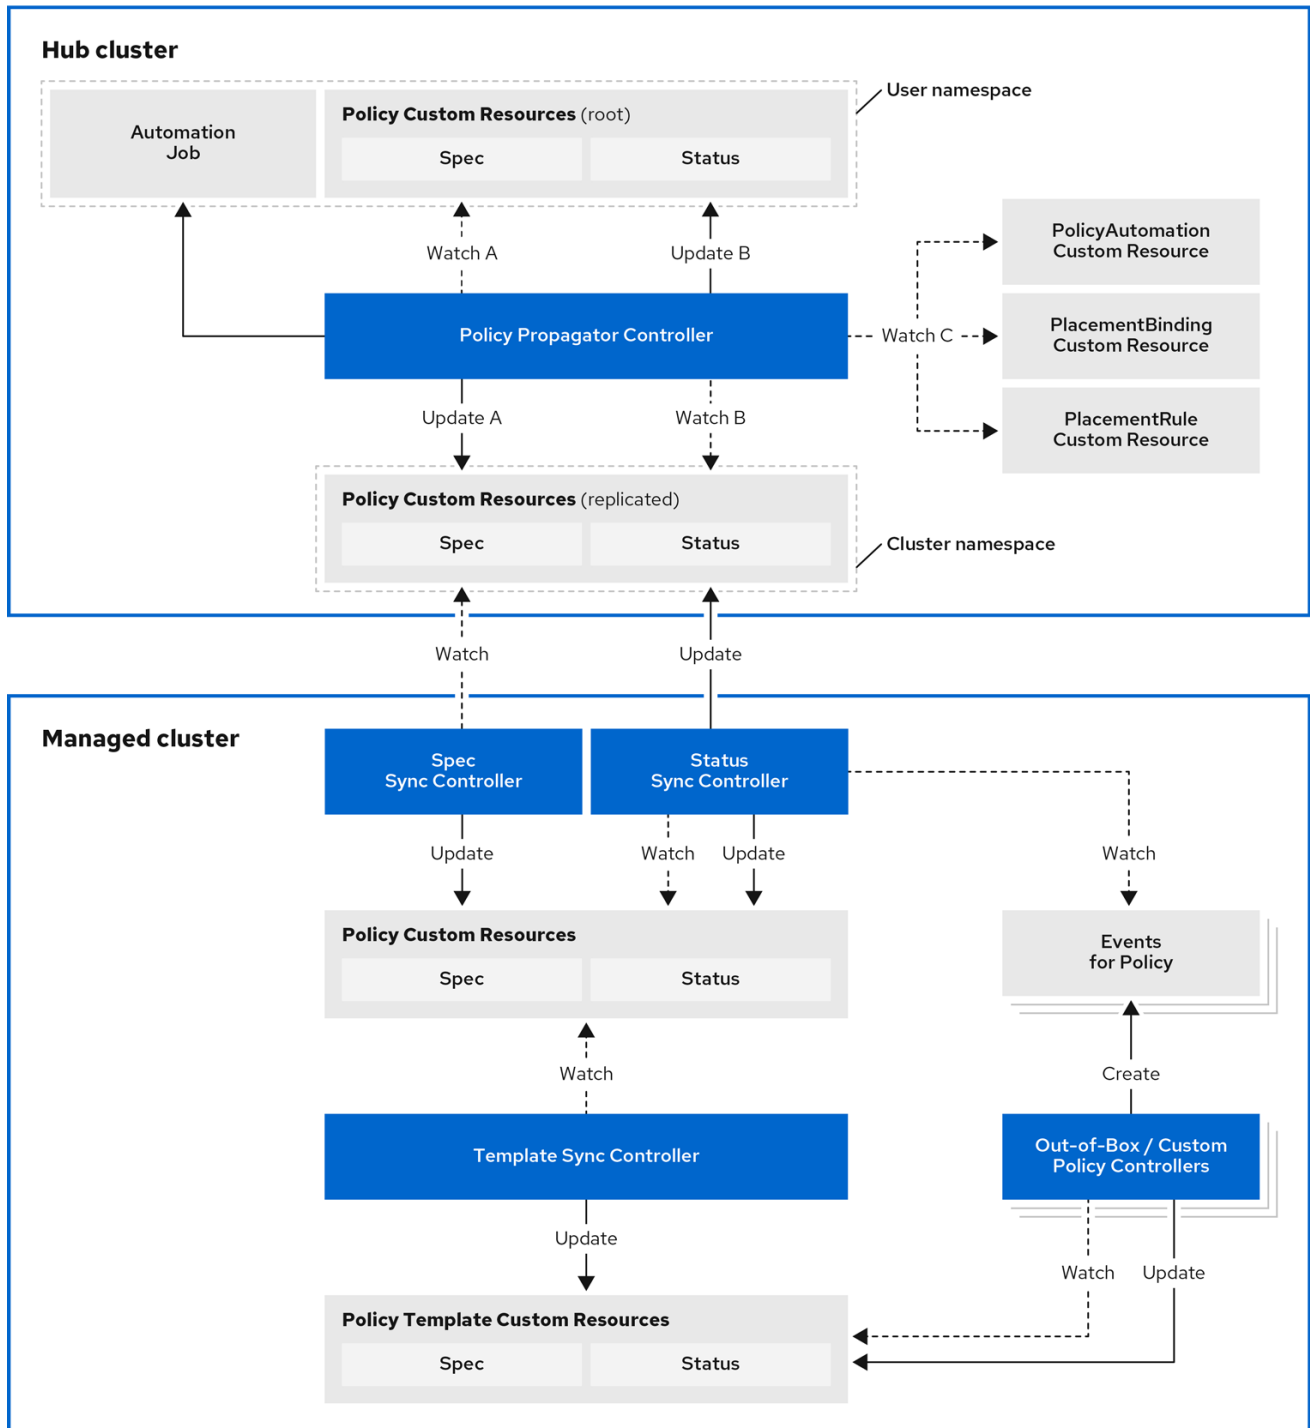 Hub cluster
User namespace
Automation
Job
Policy Custom Resources (root)
Spec
Status
Watch A
Update B
PolicyAutomation
Custom Resource
Policy Propagator Controller
Watch C
PlacementBinding
Custom Resource
Update A
Watch B
PlacementRule
Custom Resource
Policy Custom Resources (replicated)
Spec
Status
Cluster namespace
Watch
Update
Managed cluster
Spec
Sync Controller
Status
Sync Controller
Update
Watch
Update
Watch
Policy Custom Resources
Spec
Status
Events
for Policy
Watch
Create
Template Sync Controller
Out-of-Box / Custom
Policy Controllers
Update
Watch
Update
Policy Template Custom Resources
Spec
Status